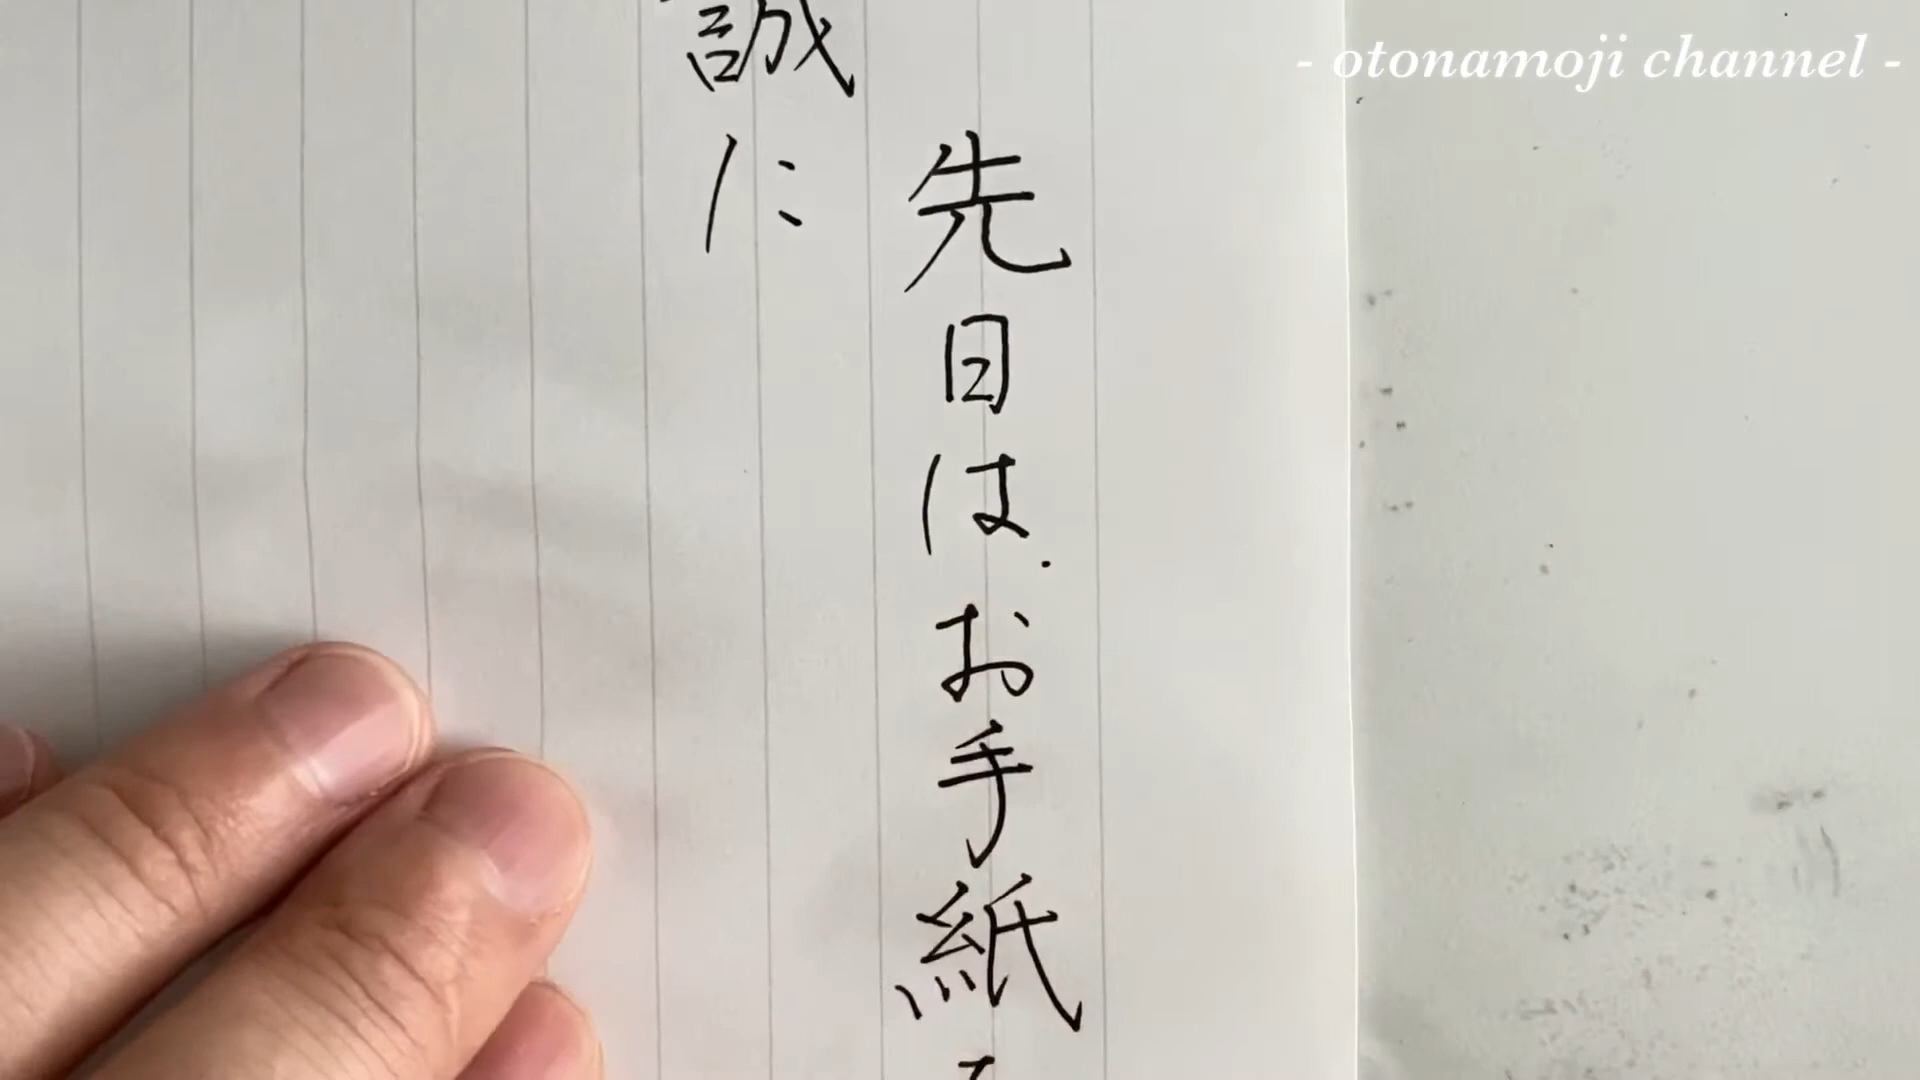 - otonamoji channel -
先日は、お手紙
誠に